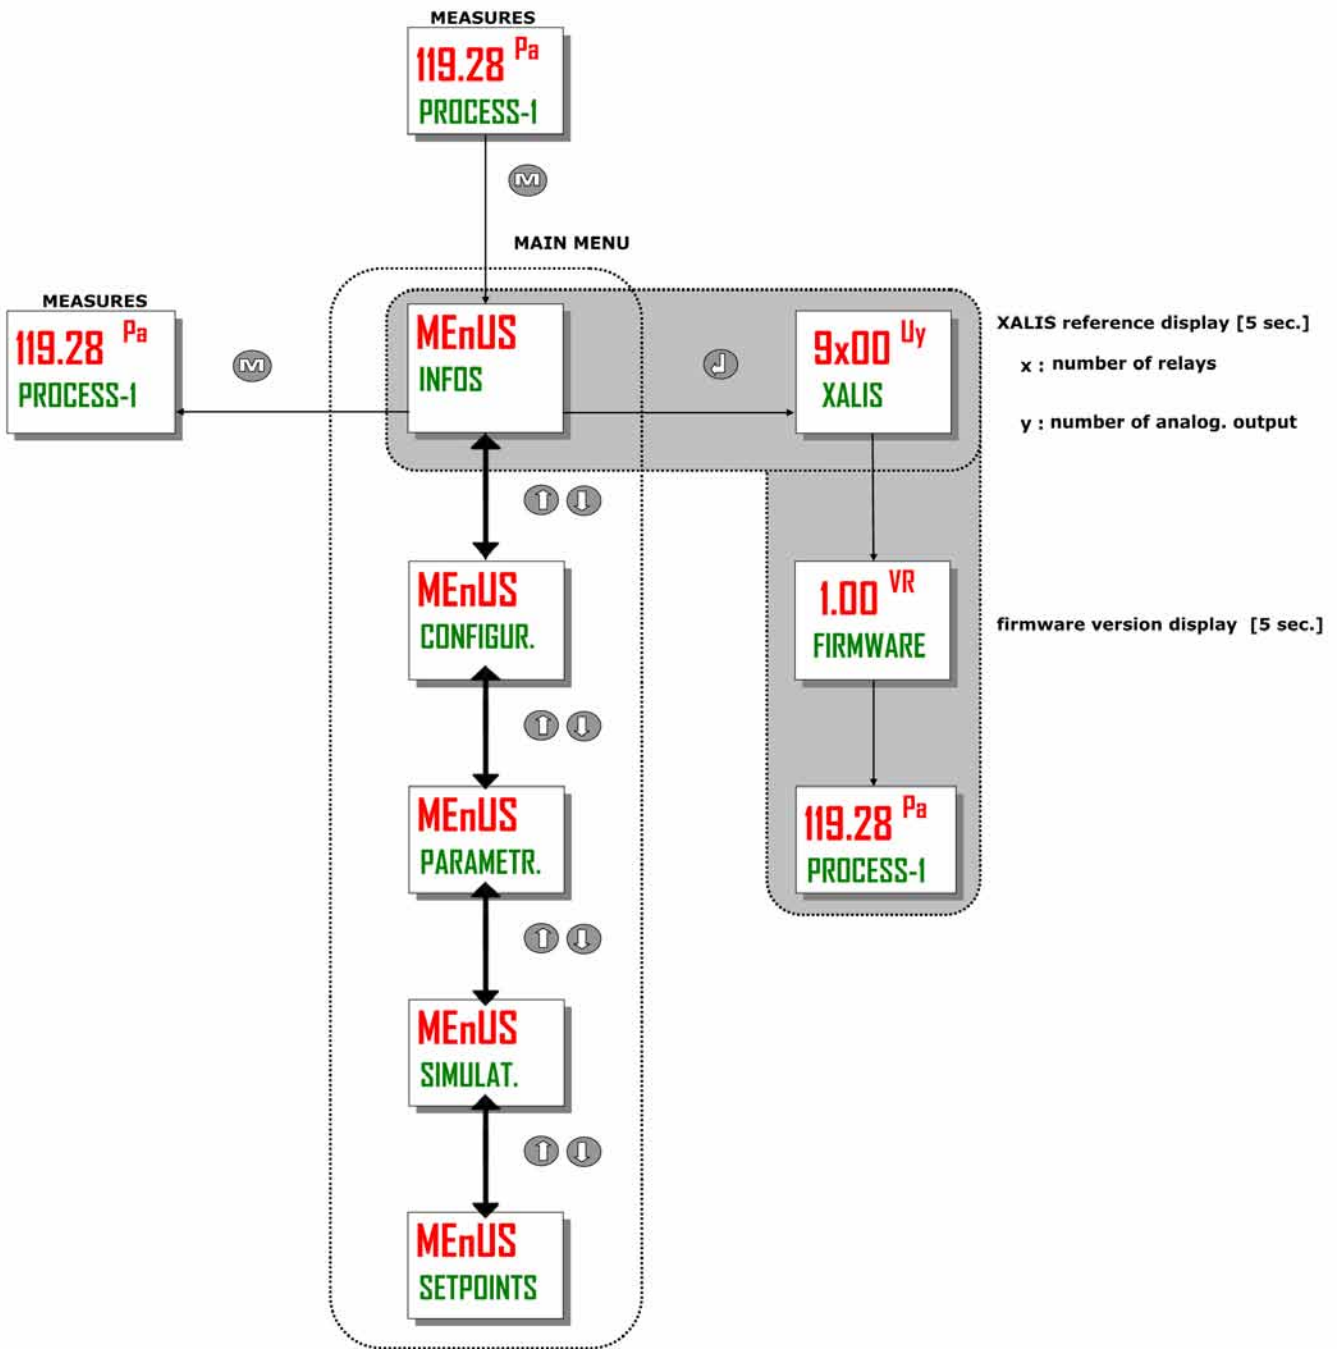 MEASURES
119.28 Pa
PROCESS-1
M
MAIN MENU
MEASURES
119.28 Pa
PROCESS-1
M
MEnUS
INFOS
9x00 Uy
XALIS
XALIS reference display [5 sec.]
x : number of relays
y : number of analog. output
MEnUS
CONFIGUR.
1.00 VR
FIRMWARE
firmware version display [5 sec.]
MEnUS
PARAMETR.
119.28 Pa
PROCESS-1
MEnUS
SIMULAT.
MEnUS
SETPOINTS